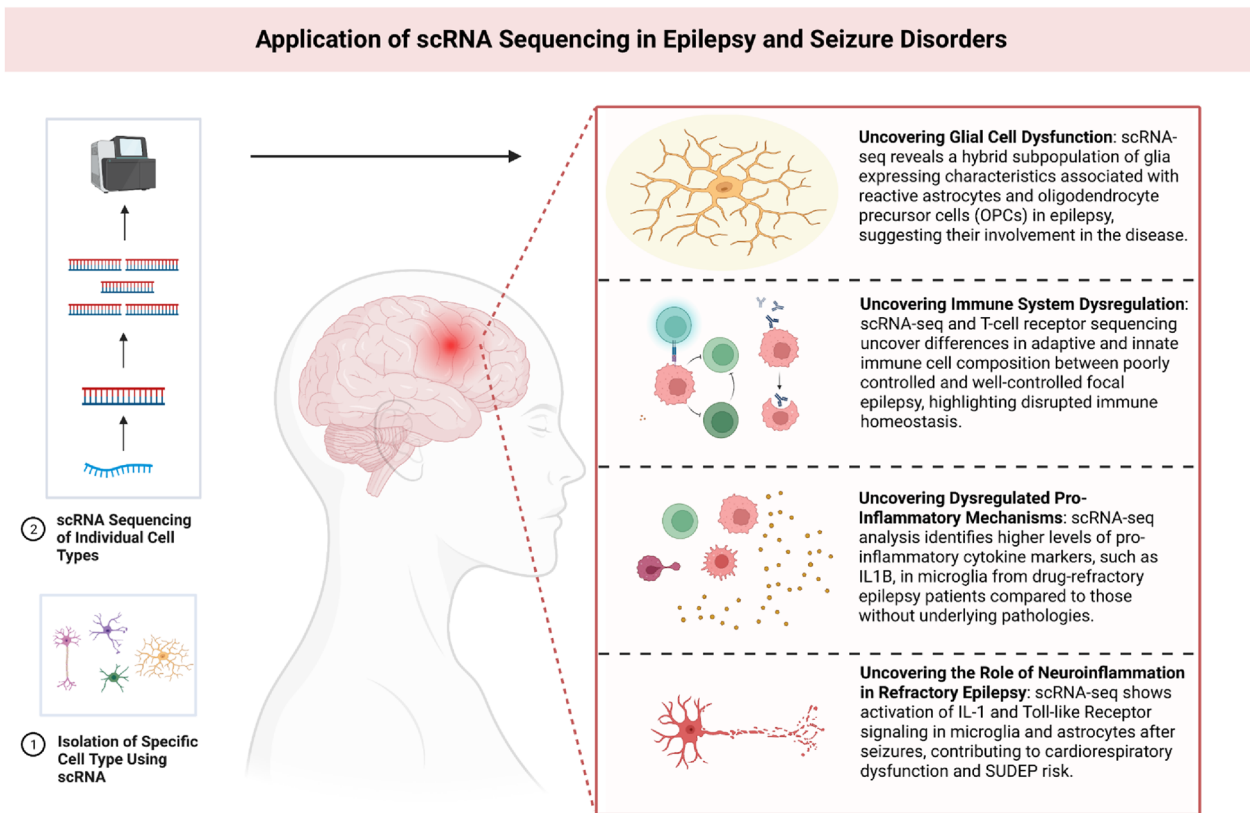 Application of scRNA Sequencing in Epilepsy and Seizure Disorders
2
scRNA Sequencing
of Individual Cell
Types
1
Isolation of Specific
Cell Type Using
scRNA
Uncovering Glial Cell Dysfunction: scRNA-
seq reveals a hybrid subpopulation of glia
expressing characteristics associated with
reactive astrocytes and oligodendrocyte
precursor cells (OPCs) in epilepsy,
suggesting their involvement in the disease.
Uncovering Immune System Dysregulation:
scRNA-seq and T-cell receptor sequencing
uncover differences in adaptive and innate
immune cell composition between poorly
controlled and well-controlled focal
epilepsy, highlighting disrupted immune
homeostasis.
Uncovering Dysregulated Pro-
Inflammatory Mechanisms: scRNA-seq
analysis identifies higher levels of pro-
inflammatory cytokine markers, such as
IL1B, in microglia from drug-refractory
epilepsy patients compared to those
without underlying pathologies.
Uncovering the Role of Neuroinflammation
in Refractory Epilepsy: scRNA-seq shows
activation of IL-1 and Toll-like Receptor
signaling in microglia and astrocytes after
seizures, contributing to cardiorespiratory
dysfunction and SUDEP risk.